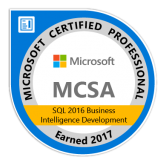 MICROSOFT CERTIFIED PROFESSIONAL
Microsoft
MCSA
SQL 2016 Business
Intelligence Development
Earned 2017